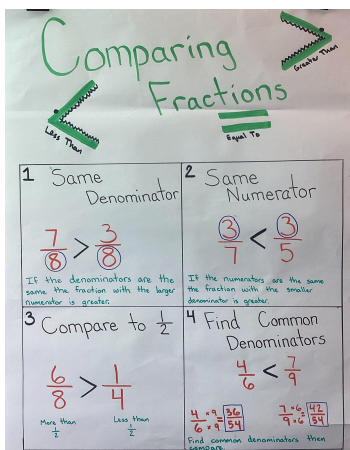 Comparing
Fractions
<
Less Than
>
Greater Than
=
Equal To
1 Same
Denominator
7/8 > 3/8
If the denominators are the
same the fraction with the larger
numerator is greater.
2 Same
Numerator
3/7 < 3/5
If the numerators are the same
the fraction with the smaller
denominator is greater.
3 Compare to 1/2
6/8 > 1/4
More than
1/2
Less than
1/2
4 Find Common
Denominators
4/6 < 7/9
4/6 ×9/×9 36/54
7/9 ×6/×6 42/54
Find common denominators then
compare.